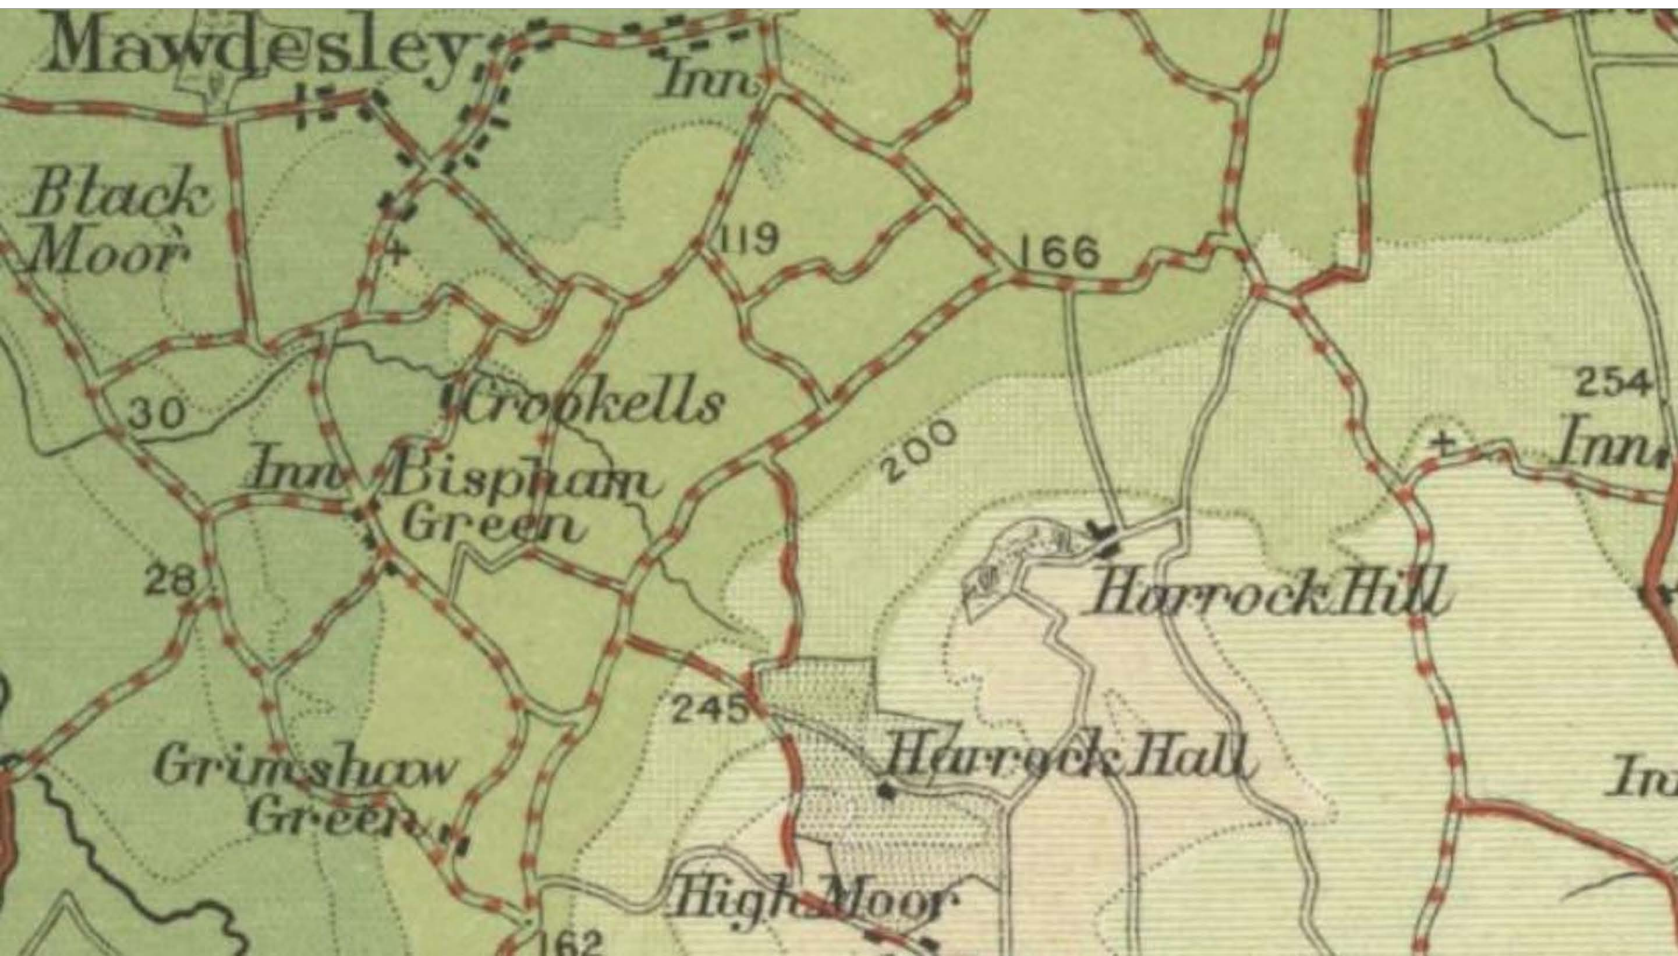 Mawdesley
Inn
Black
Moor
119
166
30
Crookells
254
Inn
200
Inn
Bispham
Green
28
Harrock Hill
245
Harrock Hall
Grimshaw
Green
High Moor
162